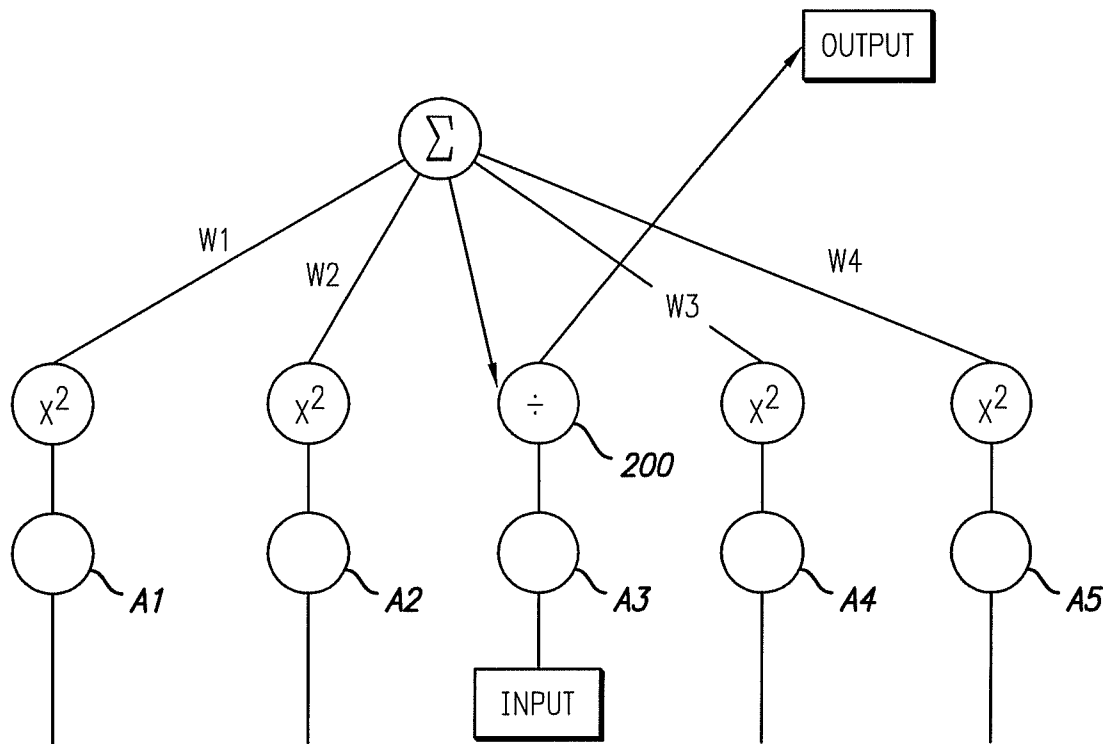 OUTPUT
Σ
W1
W2
W3
W4
X²
X²
÷
X²
X²
200
A1
A2
A3
A4
A5
INPUT